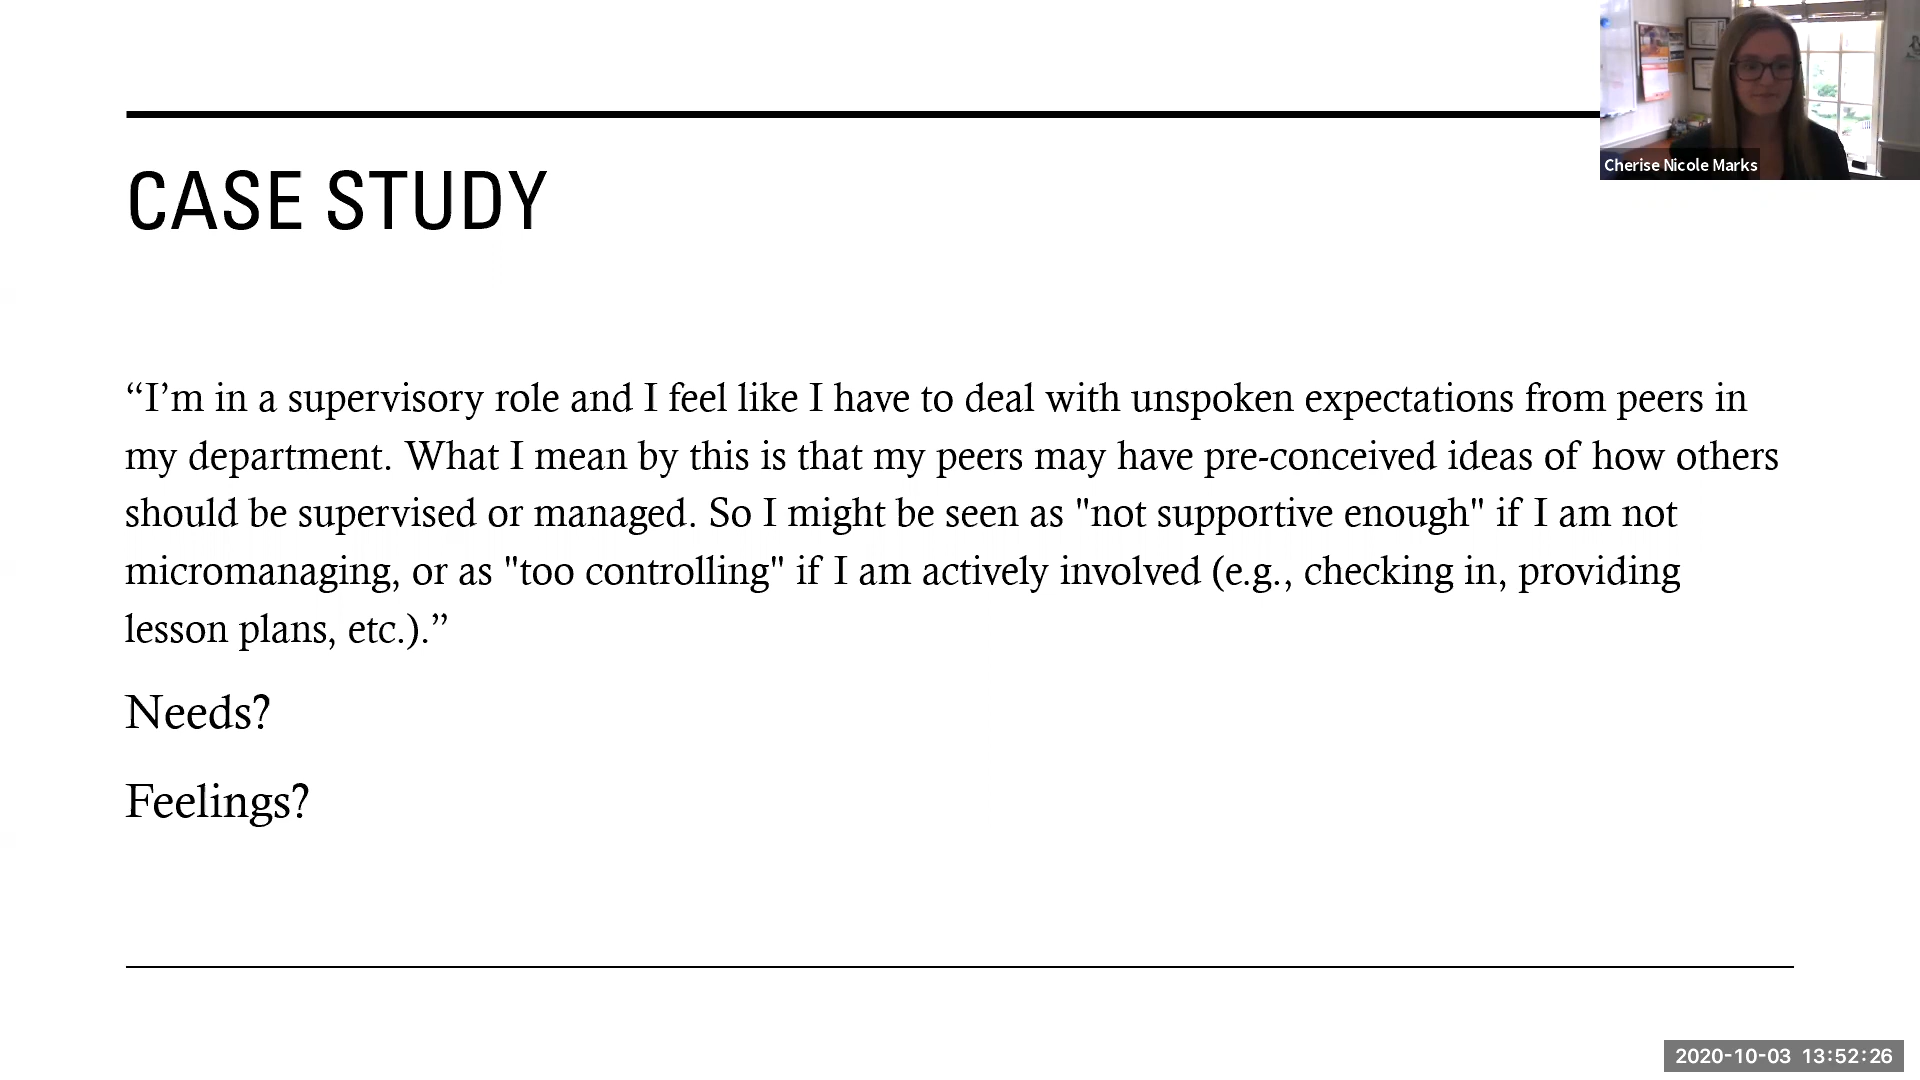 Cherise Nicole Marks
CASE STUDY
“I’m in a supervisory role and I feel like I have to deal with unspoken expectations from peers in
my department. What I mean by this is that my peers may have pre-conceived ideas of how others
should be supervised or managed. So I might be seen as "not supportive enough" if I am not
micromanaging, or as "too controlling" if I am actively involved (e.g., checking in, providing
lesson plans, etc.).”
Needs?
Feelings?
2020-10-03 13:52:26